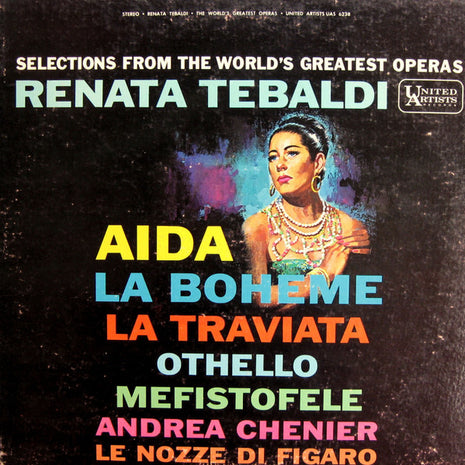 STEREO • RENATA TEBALDI • THE WORLD'S GREATEST OPERAS • UNITED ARTISTS UAS 6238
SELECTIONS FROM THE WORLD'S GREATEST OPERAS
RENATA TEBALDI
UNITED
ARTISTS
RECORDS
AIDA
LA BOHEME
LA TRAVIATA
OTHELLO
MEFISTOFELE
ANDREA CHENIER
LE NOZZE DI FIGARO